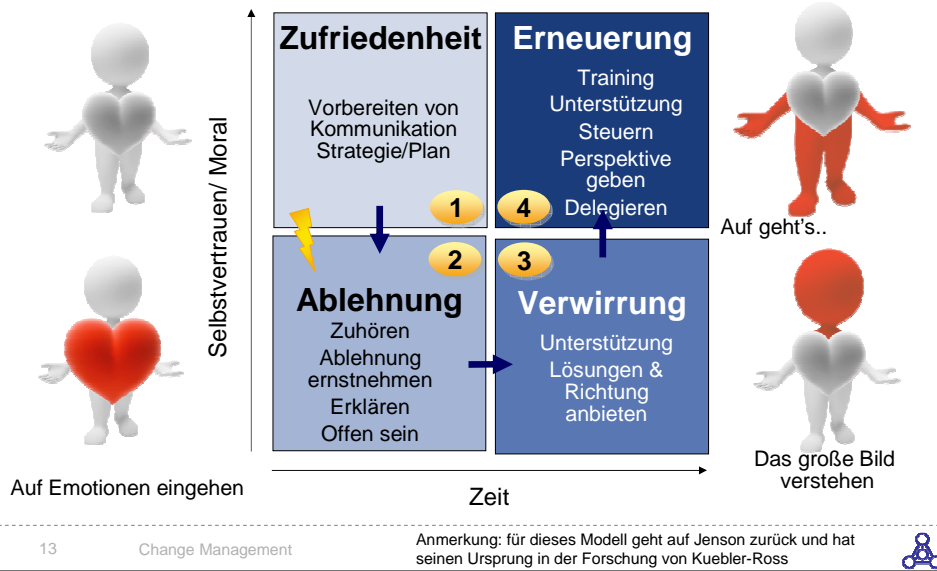 Zufriedenheit
Vorbereiten von
Kommunikation
Strategie/Plan
1
Erneuerung
Training
Unterstützung
Steuern
Perspektive
geben
Delegieren
4
Auf geht's..
Selbstvertrauen/ Moral
2
Ablehnung
Zuhören
Ablehnung
ernstnehmen
Erklären
Offen sein
3
Verwirrung
Unterstützung
Lösungen &
Richtung
anbieten
Auf Emotionen eingehen
Zeit
Das große Bild
verstehen
13
Change Management
Anmerkung: für dieses Modell geht auf Jenson zurück und hat
seinen Ursprung in der Forschung von Kuebler-Ross